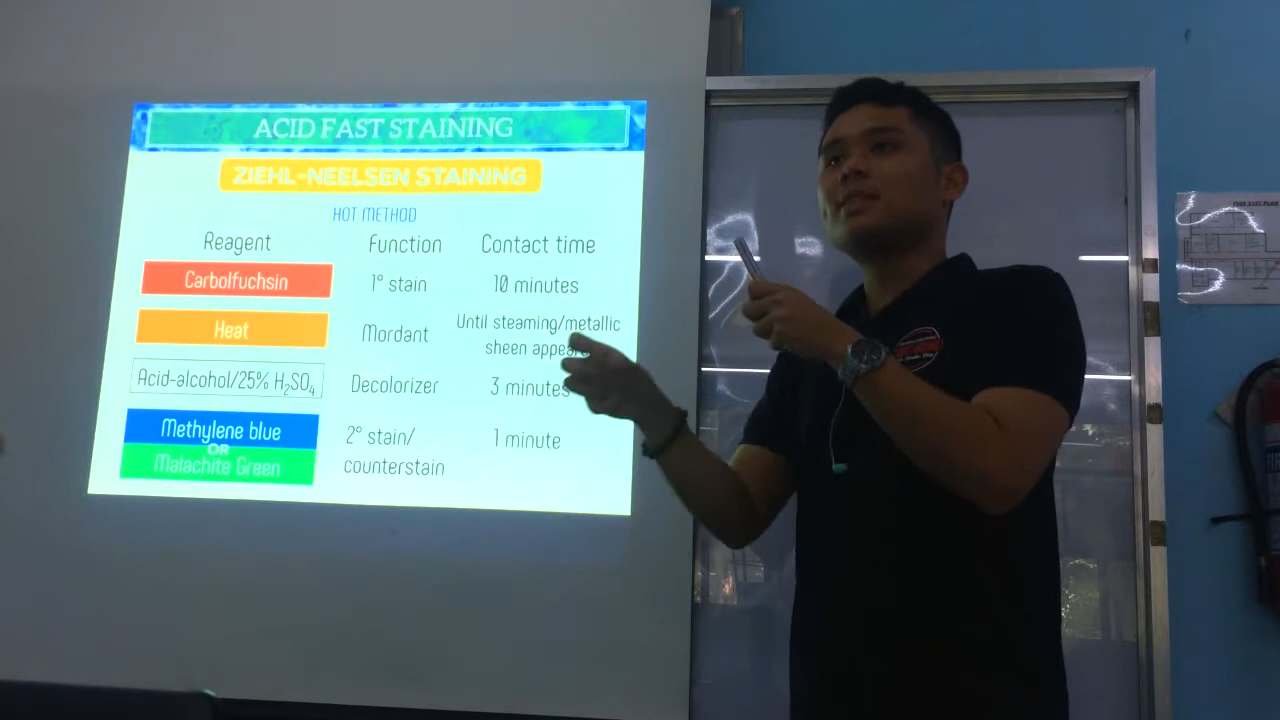 ACID FAST STAINING
ZIEHL-NEELSEN STAINING
HOT METHOD
Reagent Function Contact time
Carbolfuchsin 1° stain 10 minutes
Heat Mordant Until steaming/metallic
sheen appears
Acid-alcohol/25% H₂SO₄ Decolorizer 3 minutes
Methylene blue 2° stain/ 1 minute
OR
Malachite Green counterstain